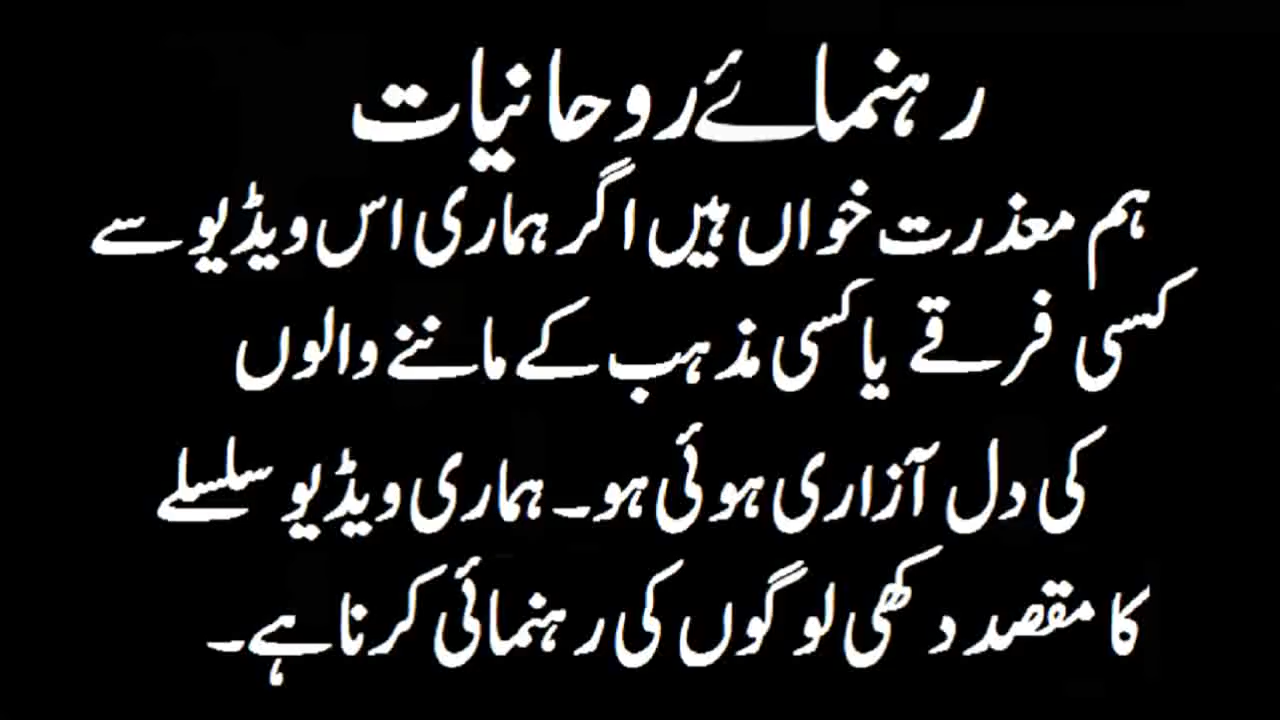 رہنمائے روحانیات
ہم معذرت خواں ہیں اگر ہماری اس ویڈیو سے
کسی فرقے یا کسی مذہب کے ماننے والوں
کی دل آزاری ہوئی ہو۔ ہماری ویڈیو سلسلے
کا مقصد دکھی لوگوں کی رہنمائی کرنا ہے۔